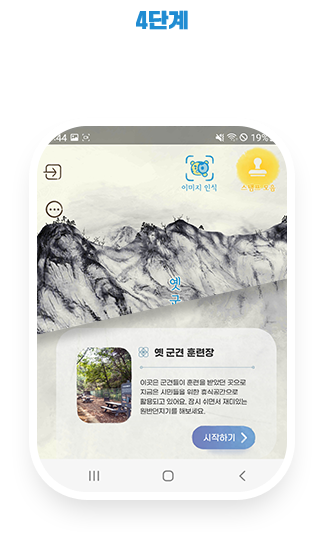 4단계
:44
19%
이미지 인식
스탬프 모음
옛
군
옛 군견 훈련장
이곳은 군견들이 훈련을 받았던 곳으로
지금은 시민들을 위한 휴식공간으로
활용되고 있어요. 잠시 쉬면서 재미있는
원반던지기를 해보세요.
시작하기